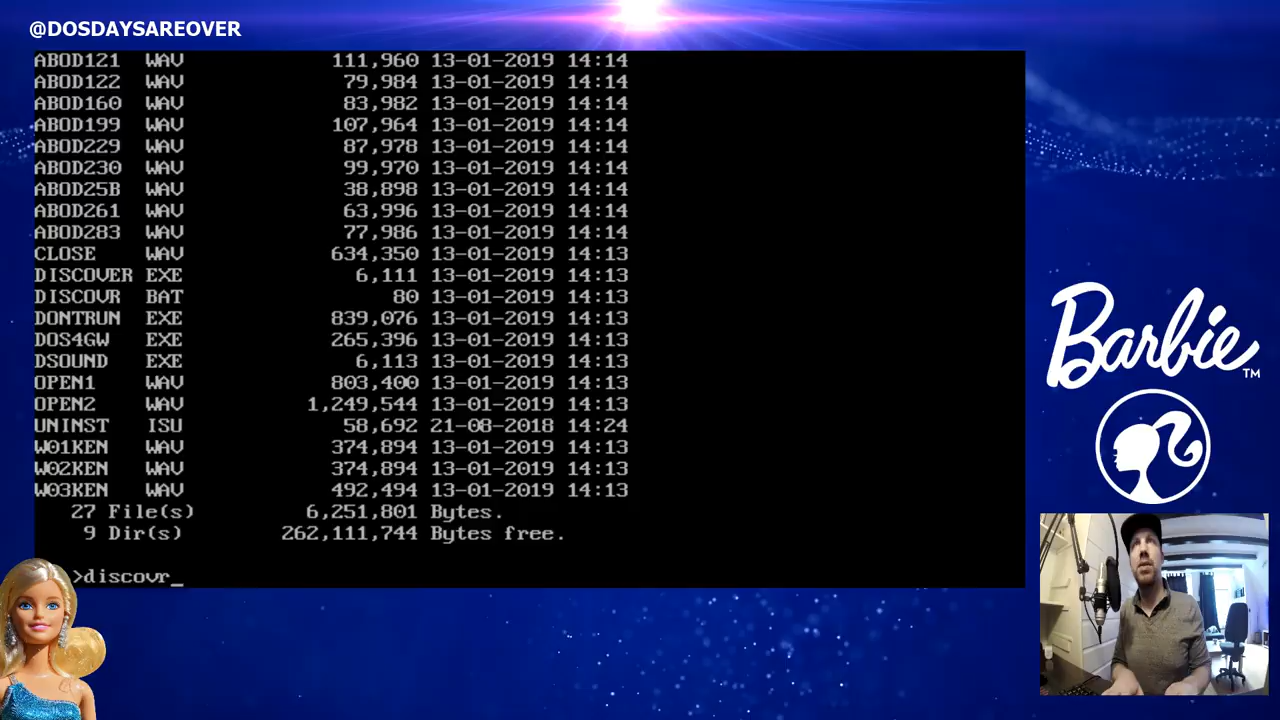 @DOSDAYSAREOVER
ABOD121 WAV 111,960 13-01-2019 14:14
ABOD122 WAV 79,984 13-01-2019 14:14
ABOD160 WAV 83,982 13-01-2019 14:14
ABOD199 WAV 107,964 13-01-2019 14:14
ABOD229 WAV 87,978 13-01-2019 14:14
ABOD230 WAV 99,970 13-01-2019 14:14
ABOD25B WAV 38,898 13-01-2019 14:14
ABOD261 WAV 63,996 13-01-2019 14:14
ABOD283 WAV 77,986 13-01-2019 14:14
CLOSE WAV 634,350 13-01-2019 14:13
DISCOVER EXE 6,111 13-01-2019 14:13
DISCOVR BAT 80 13-01-2019 14:13
DONTRUN EXE 839,076 13-01-2019 14:13
DOS4GW EXE 265,396 13-01-2019 14:13
DSOUND EXE 6,113 13-01-2019 14:13
OPEN1 WAV 803,400 13-01-2019 14:13
OPEN2 WAV 1,249,544 13-01-2019 14:13
UNINST ISU 58,692 21-08-2018 14:24
W01KEN WAV 374,894 13-01-2019 14:13
W02KEN WAV 374,894 13-01-2019 14:13
W03KEN WAV 492,494 13-01-2019 14:13
27 File(s) 6,251,801 Bytes.
9 Dir(s) 262,111,744 Bytes free.
>discovr_
Barbie™